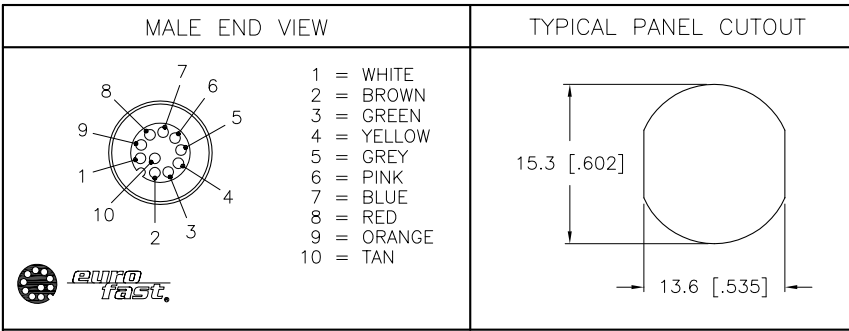 MALE END VIEW
TYPICAL PANEL CUTOUT
7
8
6
9
5
1
4
10
2
3
1 = WHITE
2 = BROWN
3 = GREEN
4 = YELLOW
5 = GREY
6 = PINK
7 = BLUE
8 = RED
9 = ORANGE
10 = TAN
euro
fast.
15.3 [.602]
13.6 [.535]